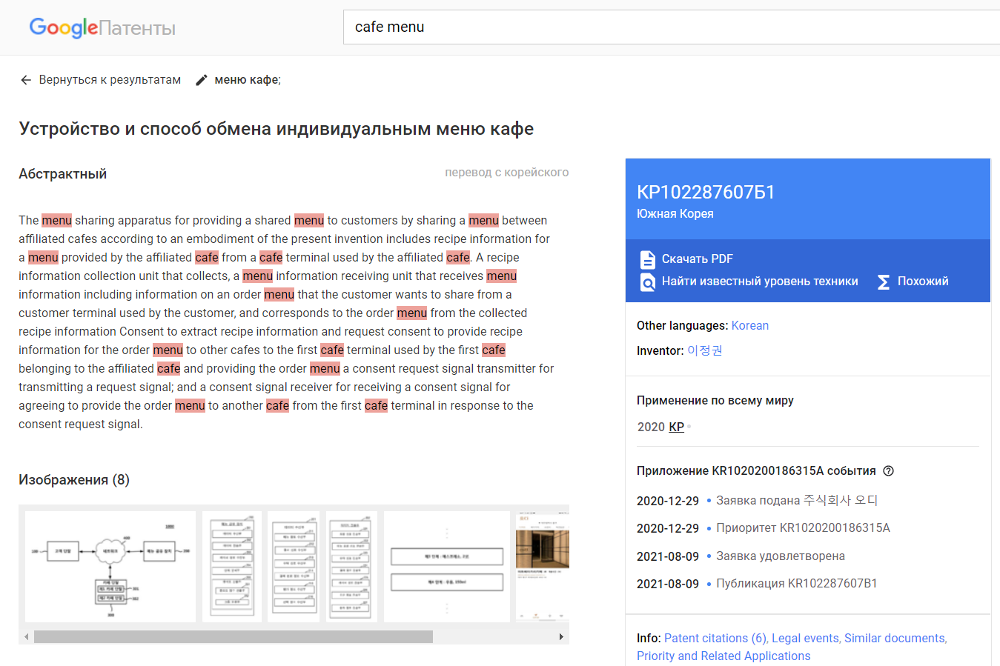 GoogleПатенты
cafe menu
Вернуться к результатам
меню кафе;
Устройство и способ обмена индивидуальным меню кафе
Абстрактный
перевод с корейского
The menu sharing apparatus for providing a shared menu to customers by sharing a menu between
affiliated cafes according to an embodiment of the present invention includes recipe information for
a menu provided by the affiliated cafe from a cafe terminal used by the affiliated cafe. A recipe
information collection unit that collects, a menu information receiving unit that receives menu
information including information on an order menu that the customer wants to share from a
customer terminal used by the customer, and corresponds to the order menu from the collected
recipe information Consent to extract recipe information and request consent to provide recipe
information for the order menu to other cafes to the first cafe terminal used by the first cafe
belonging to the affiliated cafe and providing the order menu a consent request signal transmitter for
transmitting a request signal; and a consent signal receiver for receiving a consent signal for
agreeing to provide the order menu to another cafe from the first cafe terminal in response to the
consent request signal.
Изображения (8)
КР102287607Б1
Южная Корея
Скачать PDF
Найти известный уровень техники
Похожий
Other languages: Korean
Inventor: 이정권
Применение по всему миру
2020 КР
Приложение KR1020200186315A события
2020-12-29 • Заявка подана 주식회사 오디
2020-12-29 • Приоритет KR1020200186315A
2021-08-09 • Заявка удовлетворена
2021-08-09 • Публикация KR102287607B1
Info: Patent citations (6), Legal events, Similar documents,
Priority and Related Applications